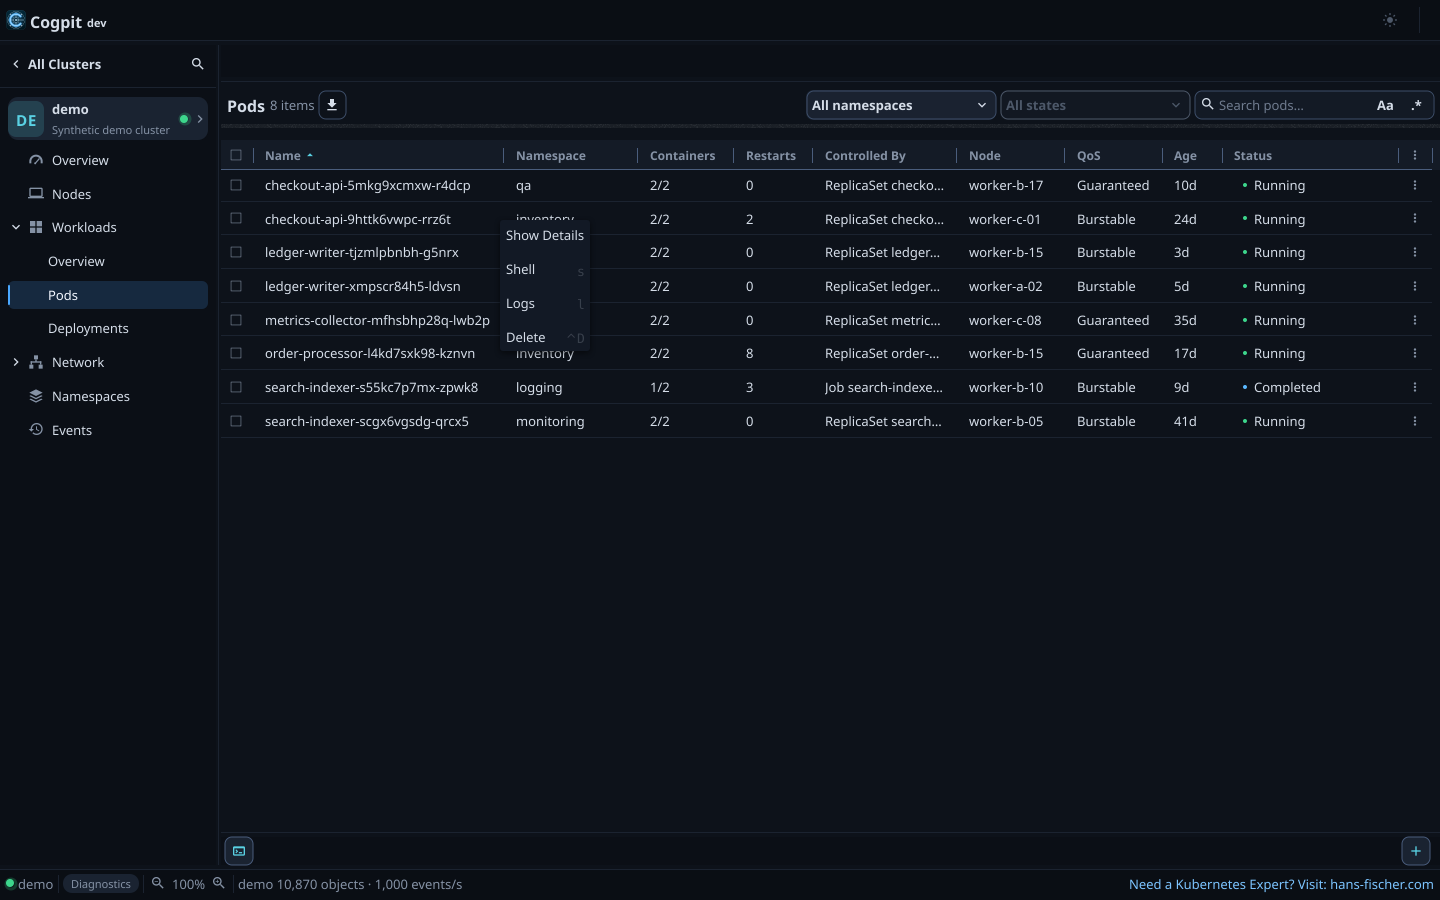 Cogpit dev
All Clusters
DE
demo
Synthetic demo cluster
Overview
Nodes
Workloads
Overview
Pods
Deployments
Network
Namespaces
Events
Pods 8 items
All namespaces
All states
Search pods...
Aa
.*
Name Namespace Containers Restarts Controlled By Node QoS Age Status
checkout-api-5mkg9xcmxw-r4dcp qa 2/2 0 ReplicaSet checko... worker-b-17 Guaranteed 10d Running
checkout-api-9httk6vwpc-rrz6t inventory 2/2 2 ReplicaSet checko... worker-c-01 Burstable 24d Running
ledger-writer-tjzmlpbnbh-g5nrx 2/2 0 ReplicaSet ledger... worker-b-15 Burstable 3d Running
ledger-writer-xmpscr84h5-ldvsn 2/2 0 ReplicaSet ledger... worker-a-02 Burstable 5d Running
metrics-collector-mfhsbhp28q-lwb2p 2/2 0 ReplicaSet metric... worker-c-08 Guaranteed 35d Running
order-processor-l4kd7sxk98-kznvn inventory 2/2 8 ReplicaSet order-... worker-b-15 Guaranteed 17d Running
search-indexer-s55kc7p7mx-zpwk8 logging 1/2 3 Job search-indexe... worker-b-10 Burstable 9d Completed
search-indexer-scgx6vgsdg-qrcx5 monitoring 2/2 0 ReplicaSet search... worker-b-05 Burstable 41d Running
Show Details
Shell s
Logs l
Delete ^D
demo
Diagnostics
100%
demo 10,870 objects · 1,000 events/s
Need a Kubernetes Expert? Visit: hans-fischer.com